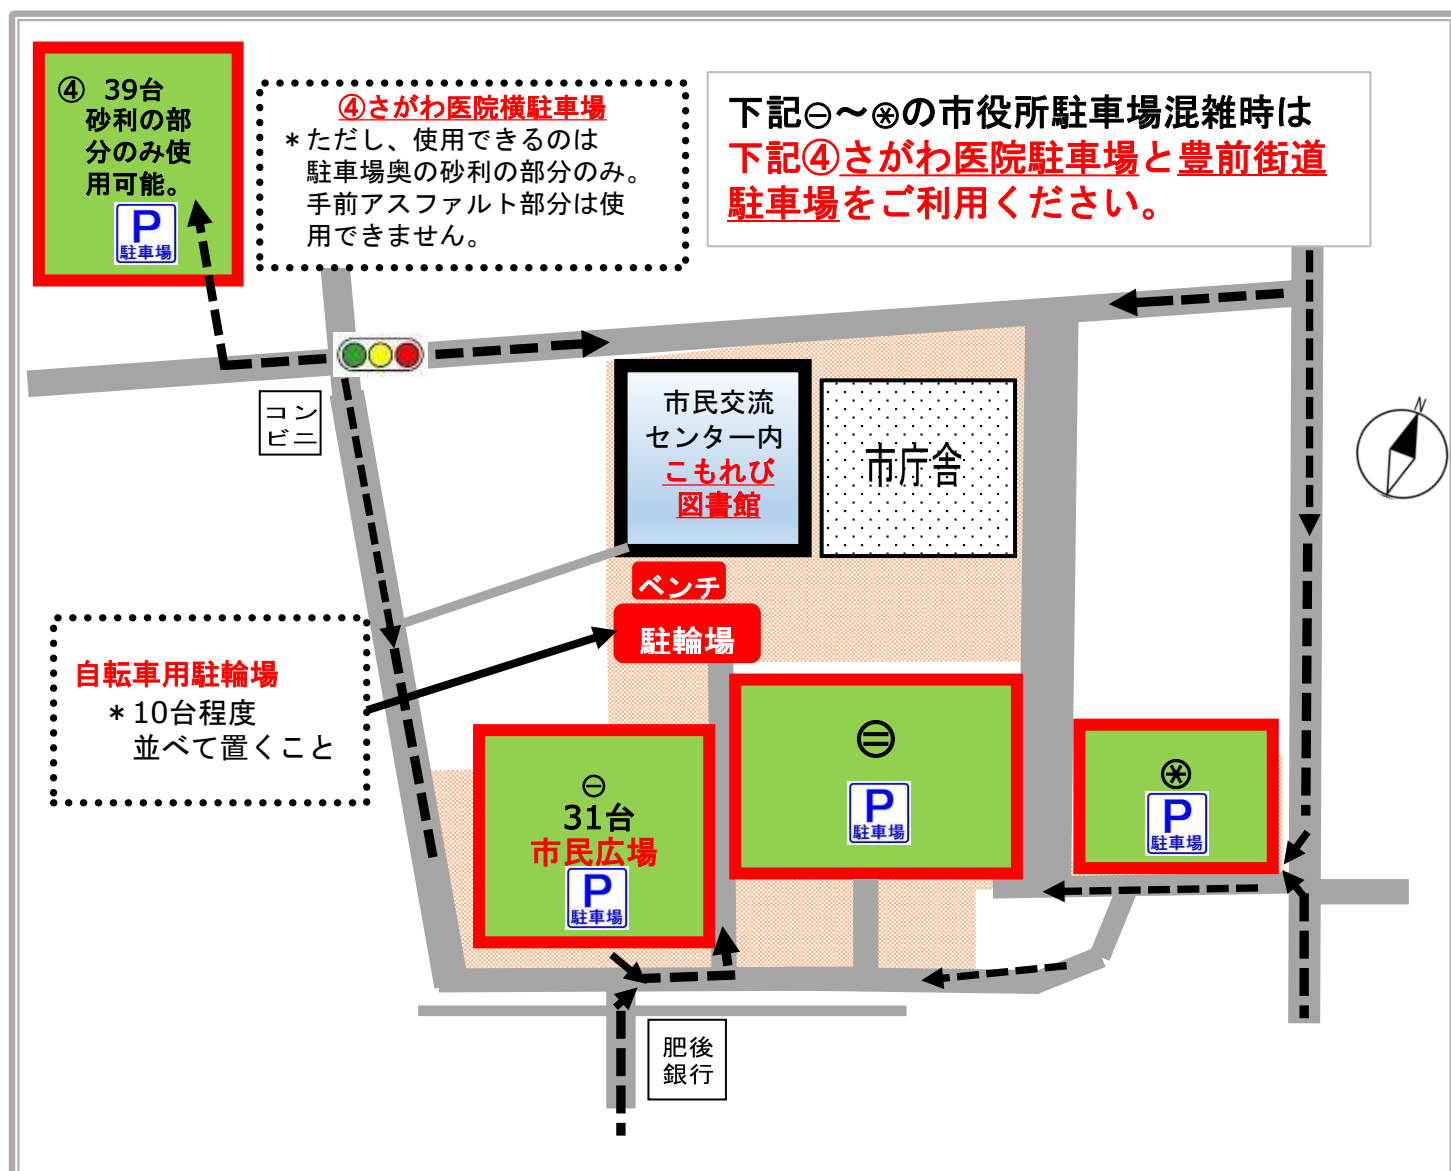 ④ 39台
砂利の部
分のみ使
用可能。
P
駐車場
④さがわ医院横駐車場
＊ただし、使用できるのは
駐車場奥の砂利の部分のみ。
手前アスファルト部分は使
用できません。
下記⊖～⊛の市役所駐車場混雑時は
下記④さがわ医院駐車場と豊前街道
駐車場をご利用ください。
コン
ビニ
市民交流
センター内
こもれび
図書館
市庁舎
N
ベンチ
駐輪場
自転車用駐輪場
＊10台程度
並べて置くこと
⊖
31台
市民広場
P
駐車場
⊜
P
駐車場
⊛
P
駐車場
肥後
銀行